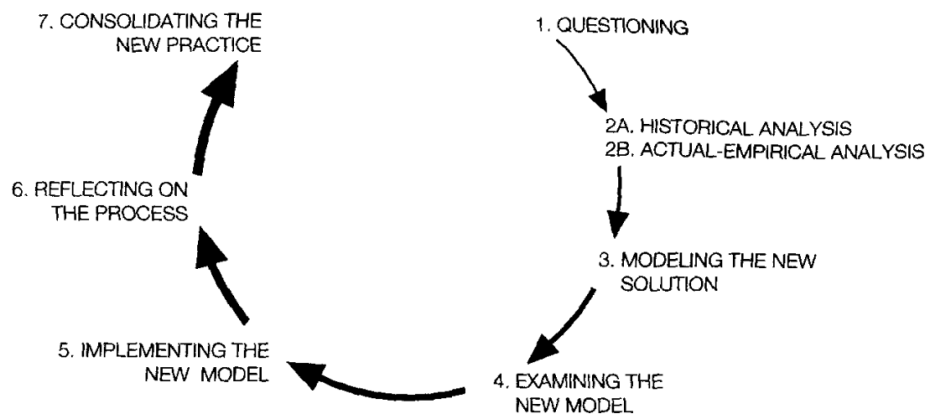 1. QUESTIONING
2A. HISTORICAL ANALYSIS
2B. ACTUAL-EMPIRICAL ANALYSIS
3. MODELING THE NEW
SOLUTION
4. EXAMINING THE
NEW MODEL
5. IMPLEMENTING THE
NEW MODEL
6. REFLECTING ON
THE PROCESS
7. CONSOLIDATING THE
NEW PRACTICE